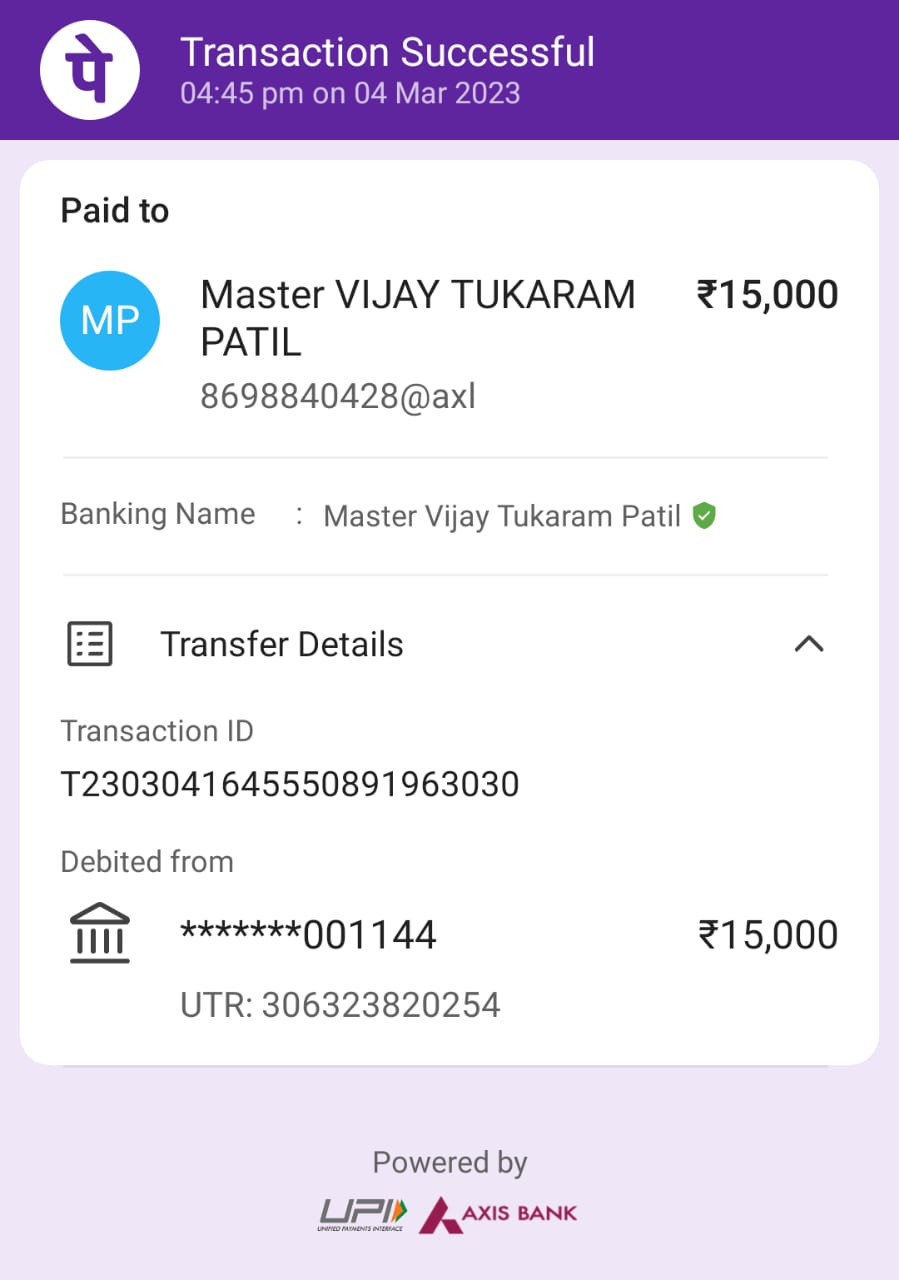 पे
Transaction Successful
04:45 pm on 04 Mar 2023
Paid to
MP
Master VIJAY TUKARAM ₹15,000
PATIL
8698840428@axl
Banking Name : Master Vijay Tukaram Patil
Transfer Details
Transaction ID
T2303041645550891963030
Debited from
*******001144 ₹15,000
UTR: 306323820254
Powered by
UPI AXIS BANK
UNIFIED PAYMENTS INTERFACE